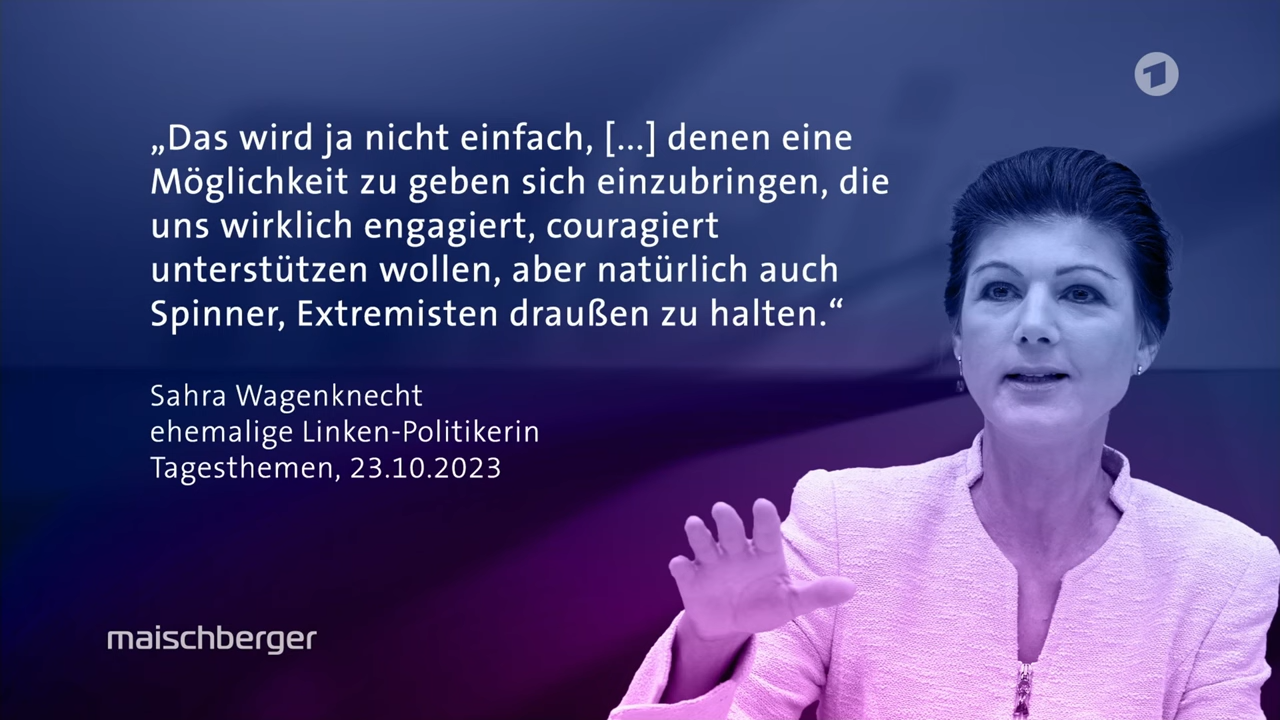 „Das wird ja nicht einfach, [...] denen eine
Möglichkeit zu geben sich einzubringen, die
uns wirklich engagiert, couragiert
unterstützen wollen, aber natürlich auch
Spinner, Extremisten draußen zu halten.“
Sahra Wagenknecht
ehemalige Linken-Politikerin
Tagesthemen, 23.10.2023
maischberger
1